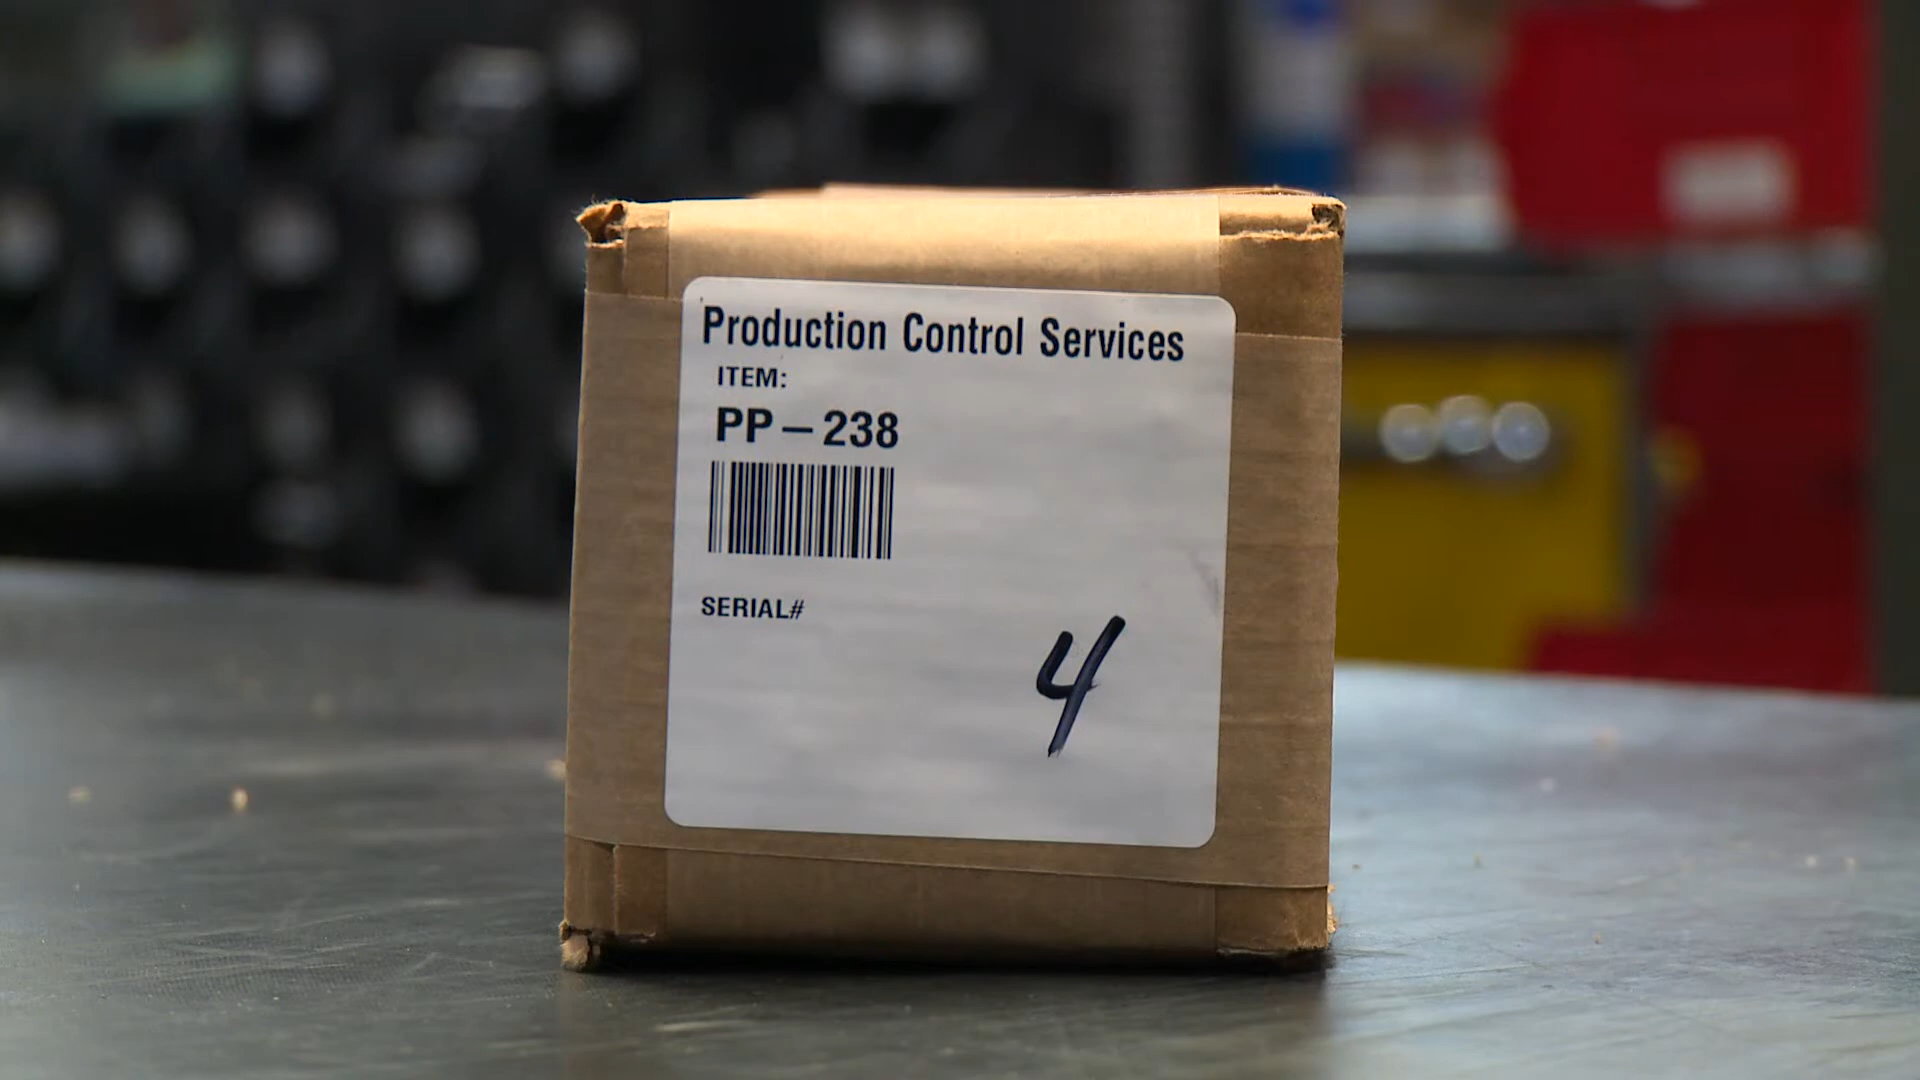 Production Control Services
ITEM:
PP – 238
SERIAL#
4